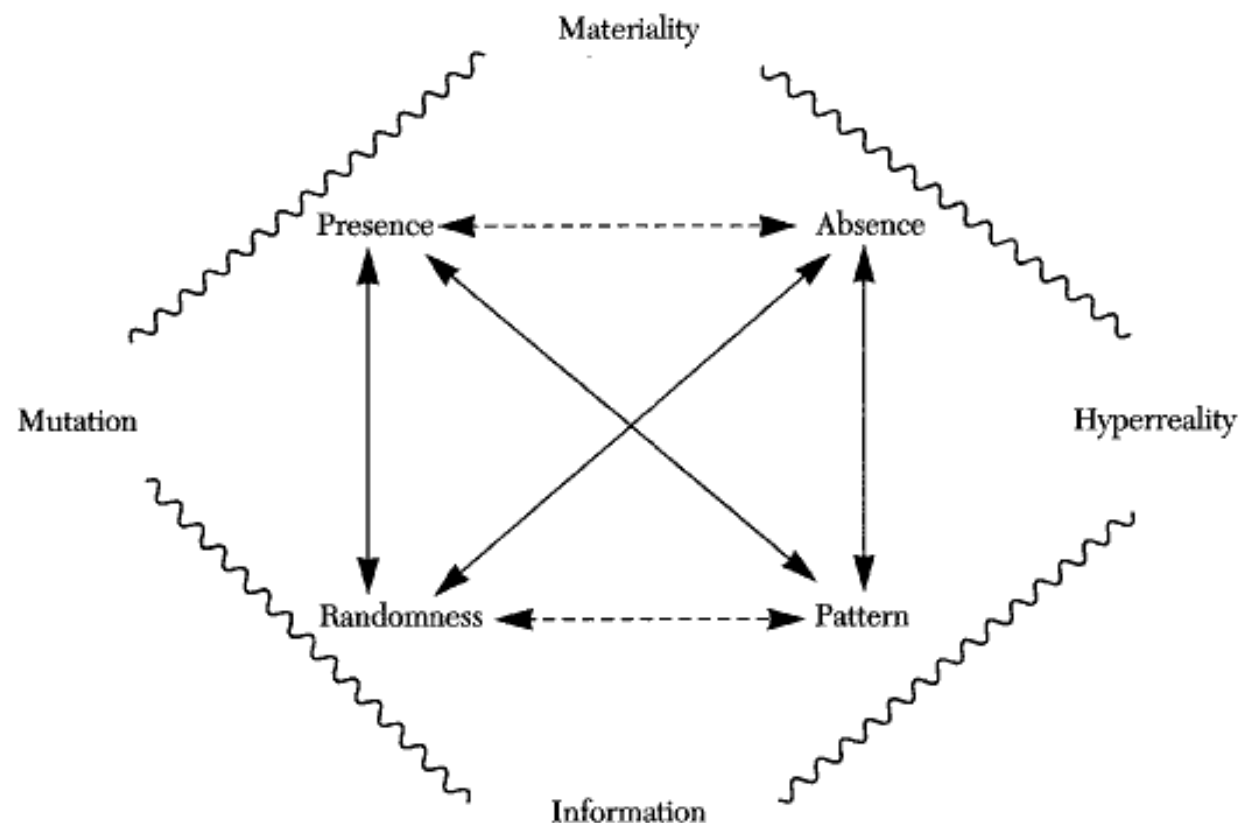 Materiality
Presence
Absence
Mutation
Hyperreality
Randomness
Pattern
Information